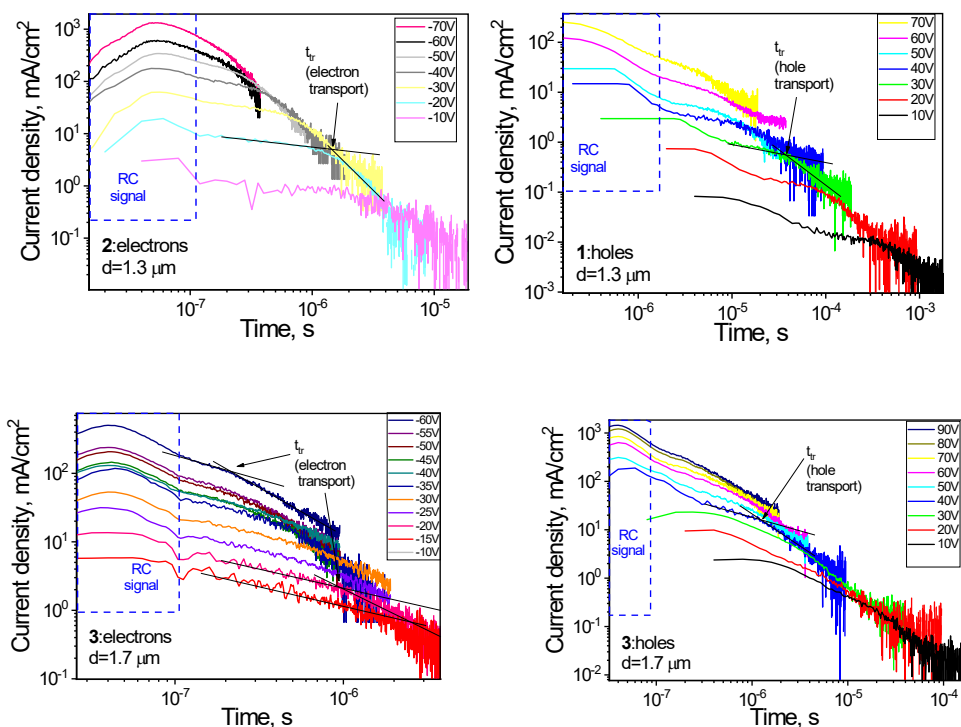 Current density, mA/cm²
10³
10²
10¹
10⁰
10⁻¹
-70V
-60V
-50V
-40V
-30V
-20V
-10V
t_tr
(electron
transport)
RC
signal
2:electrons
d=1.3 μm
10⁻⁷
10⁻⁶
10⁻⁵
Time, s
Current density, mA/cm²
10²
10¹
10⁰
10⁻¹
10⁻²
10⁻³
70V
60V
50V
40V
30V
20V
10V
t_tr
(hole
transport)
RC
signal
1:holes
d=1.3 μm
10⁻⁶
10⁻⁵
10⁻⁴
10⁻³
Time, s
Current density, mA/cm²
10²
10¹
10⁰
10⁻¹
-60V
-55V
-50V
-45V
-40V
-35V
-30V
-25V
-20V
-15V
-10V
t_tr
(electron
transport)
RC
signal
3:electrons
d=1.7 μm
10⁻⁷
10⁻⁶
Time, s
Current density, mA/cm²
10³
10²
10¹
10⁰
10⁻¹
10⁻²
90V
80V
70V
60V
50V
40V
30V
20V
10V
t_tr
(hole
transport)
RC
signal
3:holes
d=1.7 μm
10⁻⁷
10⁻⁶
10⁻⁵
10⁻⁴
Time, s